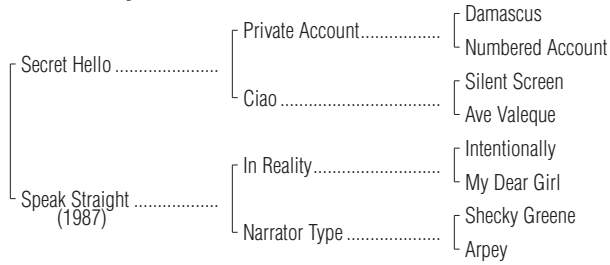 Damascus
Private Account..................
Numbered Account
Secret Hello .....................
Silent Screen
Ciao ....................................
Ave Valeque
Intentionally
In Reality............................
My Dear Girl
Speak Straight .................
(1987)
Shecky Greene
Narrator Type .....................
Arpey